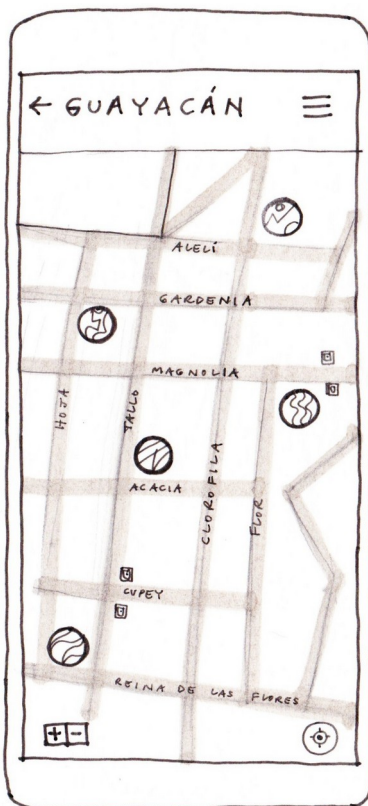 ← GUAYACÁN
ALELÍ
GARDENIA
MAGNOLIA
HOJA
TALLO
CLOROFILA
FLOR
ACACIA
CUPEY
REINA DE LAS FLORES
+ -